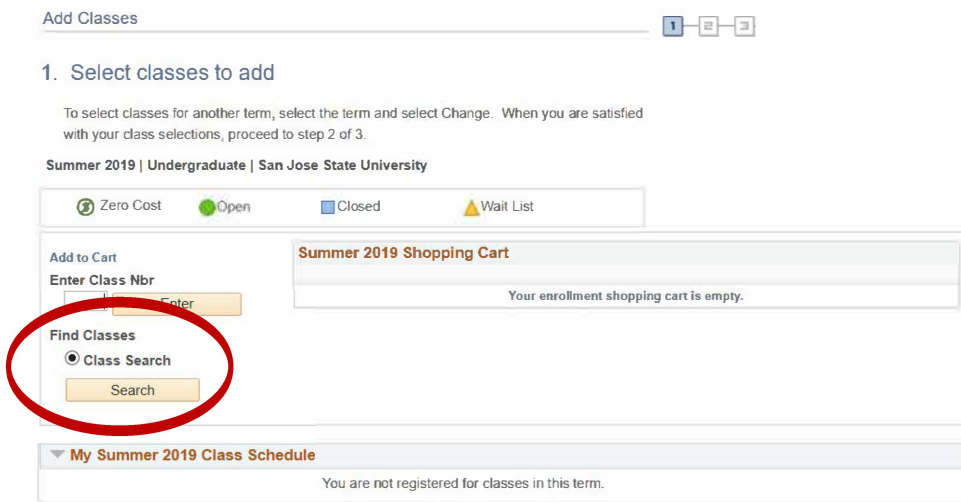 Add Classes
1 2 3
1. Select classes to add
To select classes for another term, select the term and select Change. When you are satisfied
with your class selections, proceed to step 2 of 3.
Summer 2019 | Undergraduate | San Jose State University
Zero Cost Open Closed Wait List
Add to Cart
Enter Class Nbr
Enter
Find Classes
Class Search
Search
Summer 2019 Shopping Cart
Your enrollment shopping cart is empty.
My Summer 2019 Class Schedule
You are not registered for classes in this term.